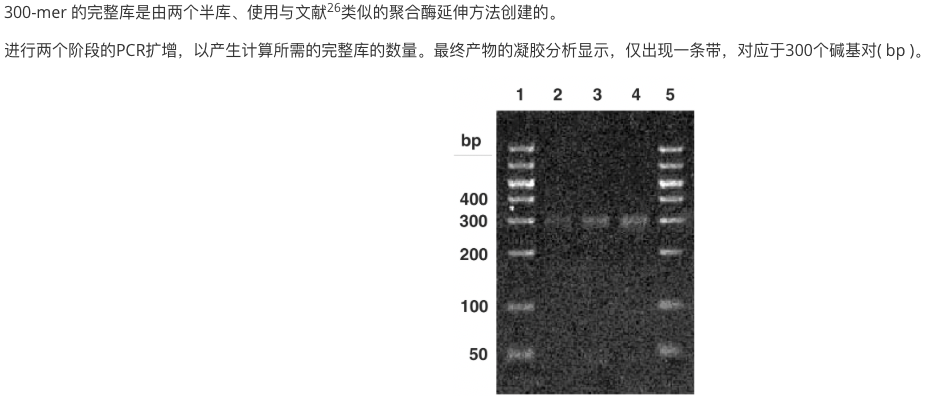 300-mer 的完整库是由两个半库、使用与文献26类似的聚合酶延伸方法创建的。
进行两个阶段的PCR扩增，以产生计算所需的完整库的数量。最终产物的凝胶分析显示，仅出现一条带，对应于300个碱基对( bp )。
1 2 3 4 5
bp
400
300
200
100
50